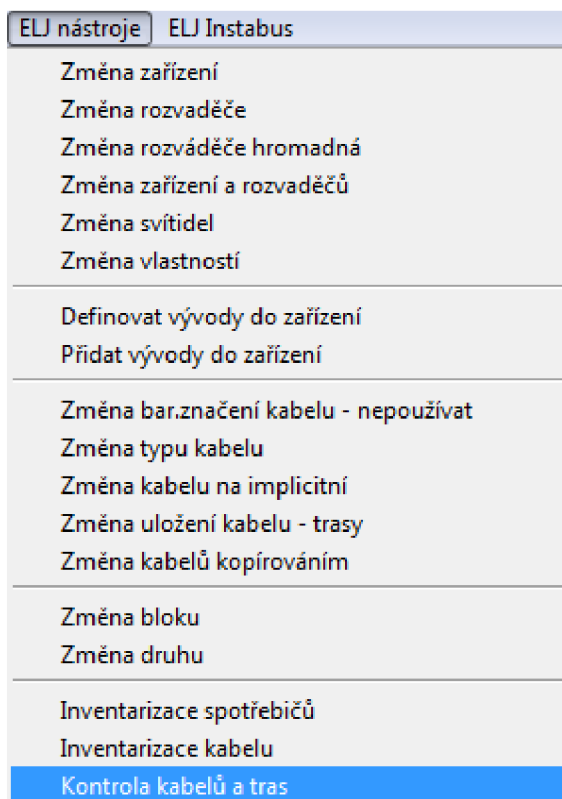 ELJ nástroje ELJ Instabus
Změna zařízení
Změna rozvaděče
Změna rozváděče hromadná
Změna zařízení a rozvaděčů
Změna svítidel
Změna vlastností
Definovat vývody do zařízení
Přidat vývody do zařízení
Změna bar.značení kabelu - nepoužívat
Změna typu kabelu
Změna kabelu na implicitní
Změna uložení kabelu - trasy
Změna kabelů kopírováním
Změna bloku
Změna druhu
Inventarizace spotřebičů
Inventarizace kabelu
Kontrola kabelů a tras